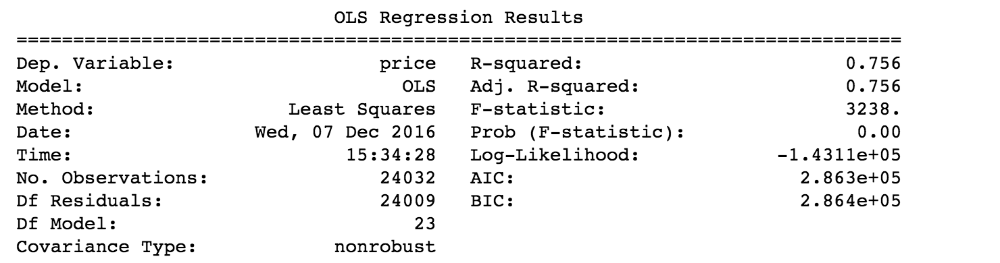 OLS Regression Results
==============================================================================
Dep. Variable: price R-squared: 0.756
Model: OLS Adj. R-squared: 0.756
Method: Least Squares F-statistic: 3238.
Date: Wed, 07 Dec 2016 Prob (F-statistic): 0.00
Time: 15:34:28 Log-Likelihood: -1.4311e+05
No. Observations: 24032 AIC: 2.863e+05
Df Residuals: 24009 BIC: 2.864e+05
Df Model: 23
Covariance Type: nonrobust